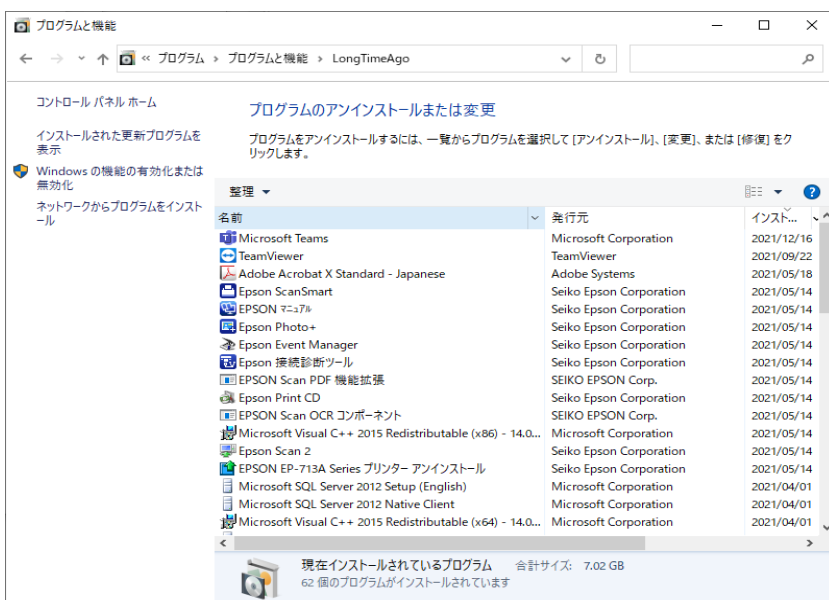 プログラムと機能
« プログラム › プログラムと機能 › LongTimeAgo
コントロール パネル ホーム
インストールされた更新プログラムを
表示
Windows の機能の有効化または
無効化
ネットワークからプログラムをインスト
ール
プログラムのアンインストールまたは変更
プログラムをアンインストールするには、一覧からプログラムを選択して [アンインストール]、[変更]、または [修復] をク
リックします。
整理
名前 発行元 インスト...
Microsoft Teams Microsoft Corporation 2021/12/16
TeamViewer TeamViewer 2021/09/22
Adobe Acrobat X Standard - Japanese Adobe Systems 2021/05/18
Epson ScanSmart Seiko Epson Corporation 2021/05/14
EPSON マニュアル Seiko Epson Corporation 2021/05/14
Epson Photo+ Seiko Epson Corporation 2021/05/14
Epson Event Manager Seiko Epson Corporation 2021/05/14
Epson 接続診断ツール Seiko Epson Corporation 2021/05/14
EPSON Scan PDF 機能拡張 SEIKO EPSON Corp. 2021/05/14
Epson Print CD Seiko Epson Corporation 2021/05/14
EPSON Scan OCR コンポーネント SEIKO EPSON Corp. 2021/05/14
Microsoft Visual C++ 2015 Redistributable (x86) - 14.0... Microsoft Corporation 2021/05/14
Epson Scan 2 Seiko Epson Corporation 2021/05/14
EPSON EP-713A Series プリンター アンインストール Seiko Epson Corporation 2021/05/14
Microsoft SQL Server 2012 Setup (English) Microsoft Corporation 2021/04/01
Microsoft SQL Server 2012 Native Client Microsoft Corporation 2021/04/01
Microsoft Visual C++ 2015 Redistributable (x64) - 14.0... Microsoft Corporation 2021/04/01
現在インストールされているプログラム 合計サイズ: 7.02 GB
62 個のプログラムがインストールされています